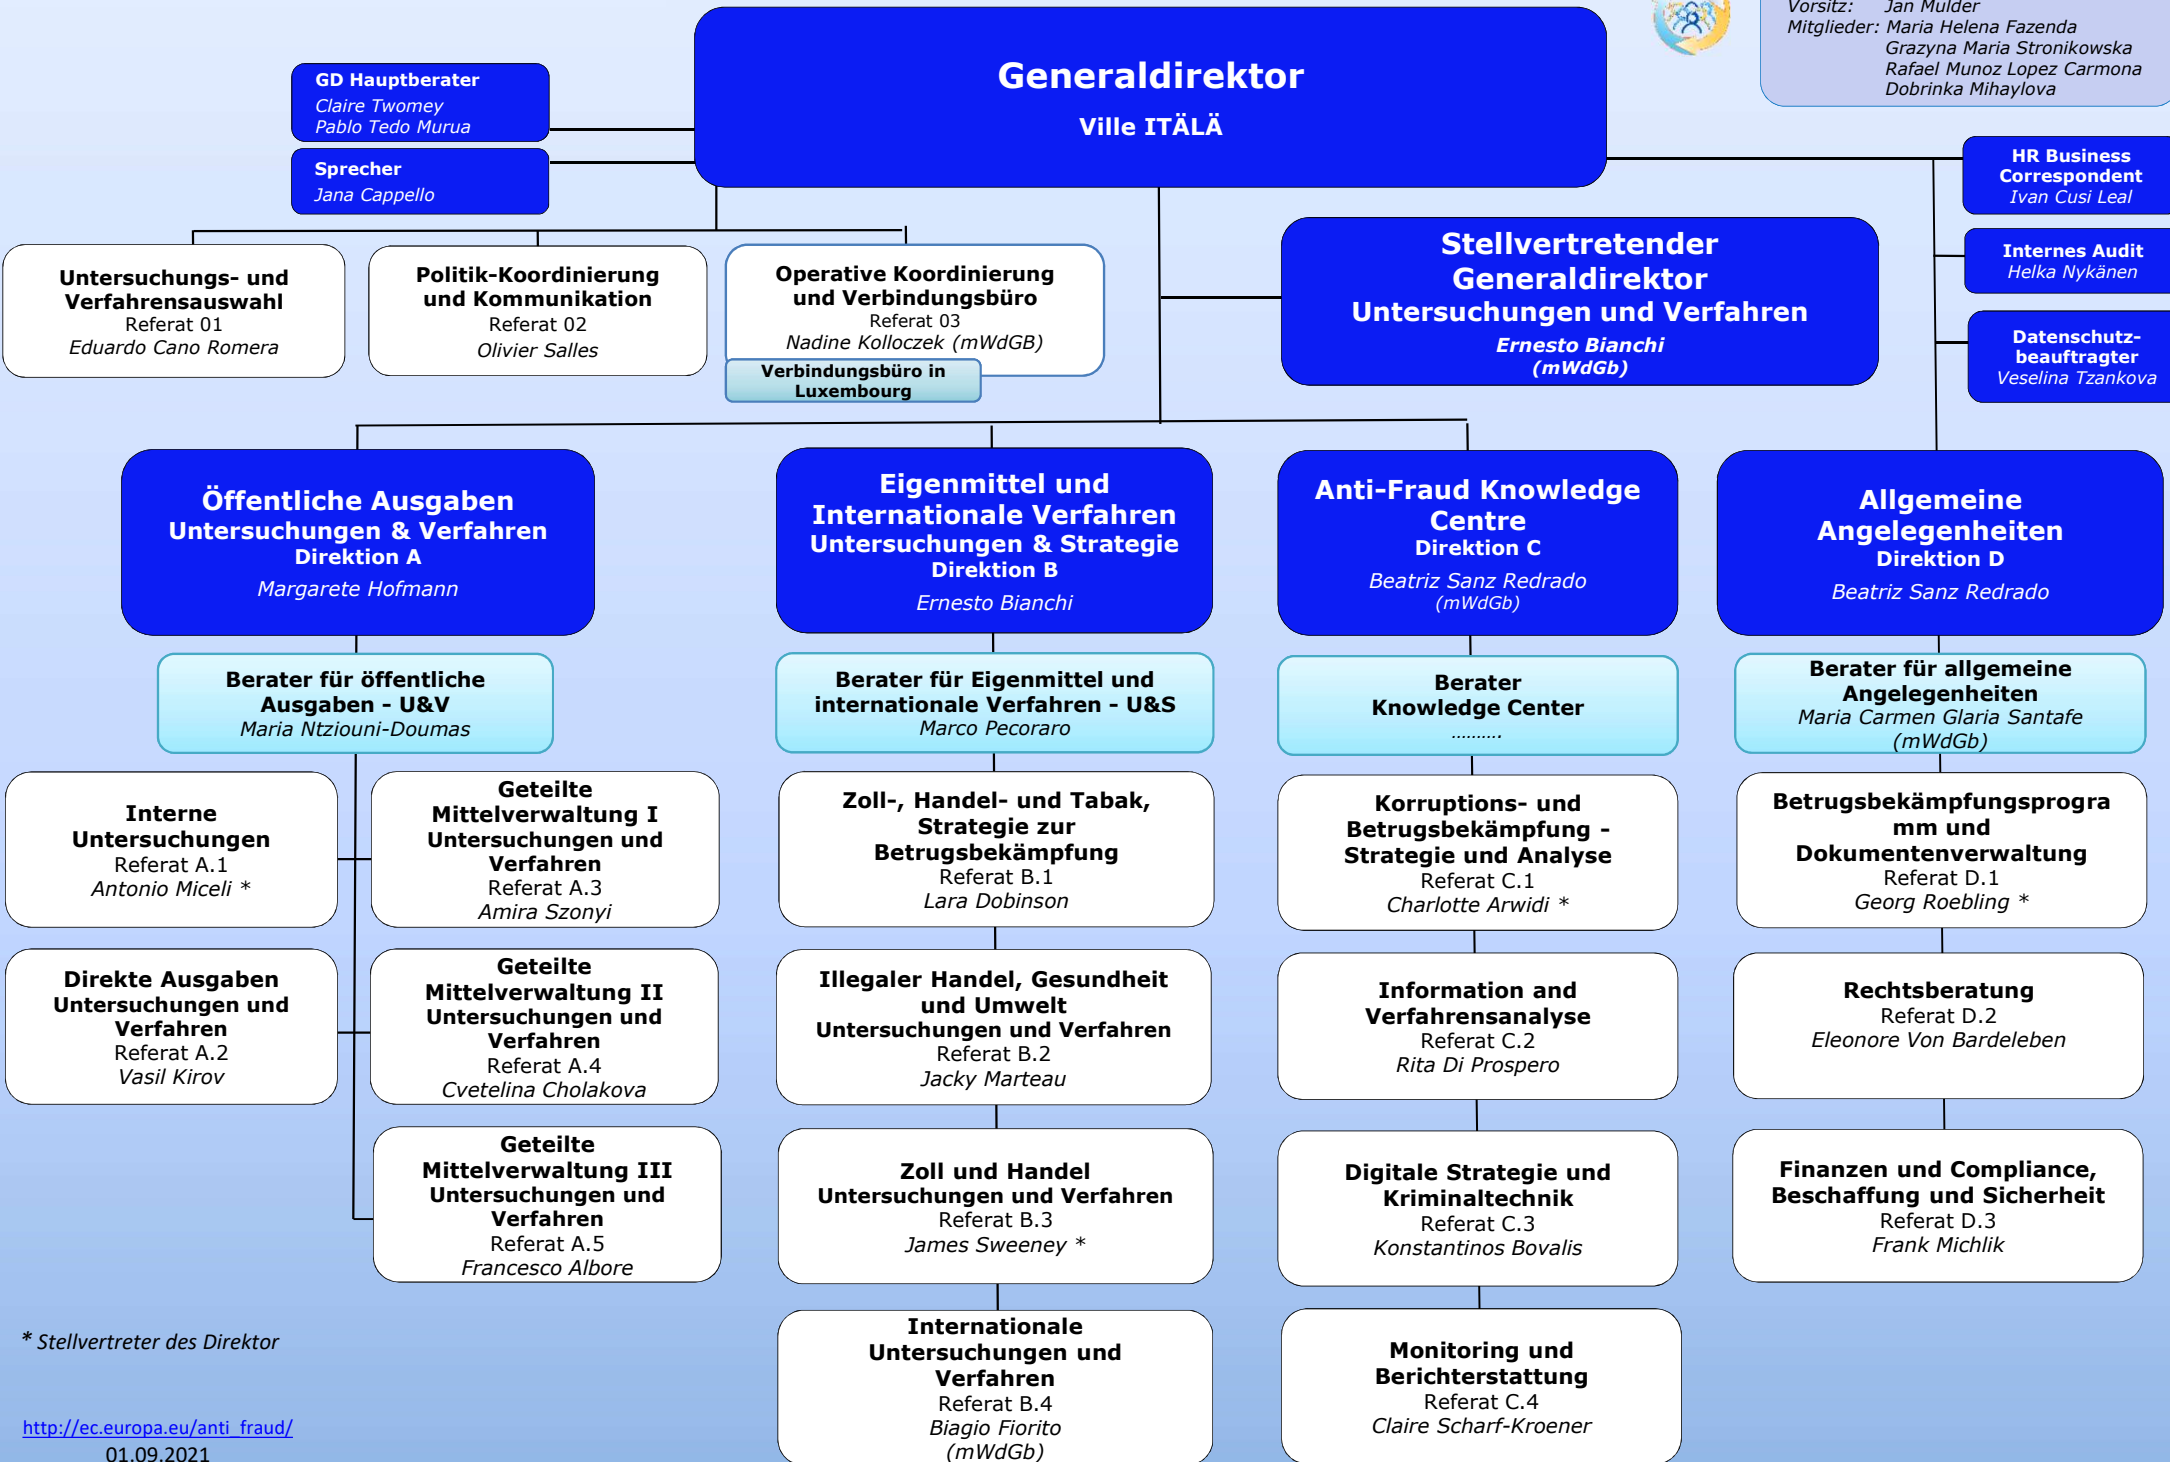 Vorsitz: Jan Mulder
Mitglieder: Maria Helena Fazenda
Grazyna Maria Stronikowska
Rafael Munoz Lopez Carmona
Dobrinka Mihaylova
Generaldirektor
Ville ITÄLÄ
GD Hauptberater
Claire Twomey
Pablo Tedo Murua
Sprecher
Jana Cappello
HR Business
Correspondent
Ivan Cusi Leal
Internes Audit
Helka Nykänen
Datenschutz-
beauftragter
Veselina Tzankova
Untersuchungs- und
Verfahrensauswahl
Referat 01
Eduardo Cano Romera
Politik-Koordinierung
und Kommunikation
Referat 02
Olivier Salles
Operative Koordinierung
und Verbindungsbüro
Referat 03
Nadine Kolloczek (mWdGB)
Verbindungsbüro in
Luxembourg
Stellvertretender
Generaldirektor
Untersuchungen und Verfahren
Ernesto Bianchi
(mWdGb)
Öffentliche Ausgaben
Untersuchungen & Verfahren
Direktion A
Margarete Hofmann
Eigenmittel und
Internationale Verfahren
Untersuchungen & Strategie
Direktion B
Ernesto Bianchi
Anti-Fraud Knowledge
Centre
Direktion C
Beatriz Sanz Redrado
(mWdGb)
Allgemeine
Angelegenheiten
Direktion D
Beatriz Sanz Redrado
Berater für öffentliche
Ausgaben - U&V
Maria Ntziouni-Doumas
Berater für Eigenmittel und
internationale Verfahren - U&S
Marco Pecoraro
Berater
Knowledge Center
..........
Berater für allgemeine
Angelegenheiten
Maria Carmen Glaria Santafe
(mWdGb)
Interne
Untersuchungen
Referat A.1
Antonio Miceli *
Geteilte
Mittelverwaltung I
Untersuchungen und
Verfahren
Referat A.3
Amira Szonyi
Zoll-, Handel- und Tabak,
Strategie zur
Betrugsbekämpfung
Referat B.1
Lara Dobinson
Korruptions- und
Betrugsbekämpfung -
Strategie und Analyse
Referat C.1
Charlotte Arwidi *
Betrugsbekämpfungsprogra
mm und
Dokumentenverwaltung
Referat D.1
Georg Roebling *
Direkte Ausgaben
Untersuchungen und
Verfahren
Referat A.2
Vasil Kirov
Geteilte
Mittelverwaltung II
Untersuchungen und
Verfahren
Referat A.4
Cvetelina Cholakova
Illegaler Handel, Gesundheit
und Umwelt
Untersuchungen und Verfahren
Referat B.2
Jacky Marteau
Information and
Verfahrensanalyse
Referat C.2
Rita Di Prospero
Rechtsberatung
Referat D.2
Eleonore Von Bardeleben
Geteilte
Mittelverwaltung III
Untersuchungen und
Verfahren
Referat A.5
Francesco Albore
Zoll und Handel
Untersuchungen und Verfahren
Referat B.3
James Sweeney *
Digitale Strategie und
Kriminaltechnik
Referat C.3
Konstantinos Bovalis
Finanzen und Compliance,
Beschaffung und Sicherheit
Referat D.3
Frank Michlik
Internationale
Untersuchungen und
Verfahren
Referat B.4
Biagio Fiorito
(mWdGb)
Monitoring und
Berichterstattung
Referat C.4
Claire Scharf-Kroener
* Stellvertreter des Direktor
http://ec.europa.eu/anti_fraud/
01.09.2021